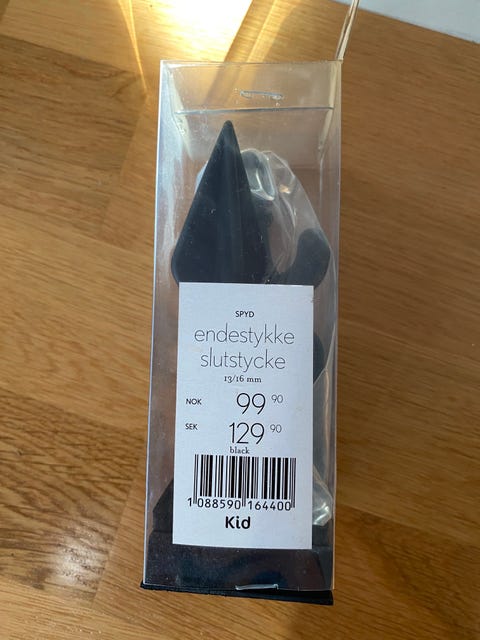 SPYD
endestykke
slutstycke
13/16 mm
NOK 99 90
SEK 129 90
black
1 088590 164400
Kid